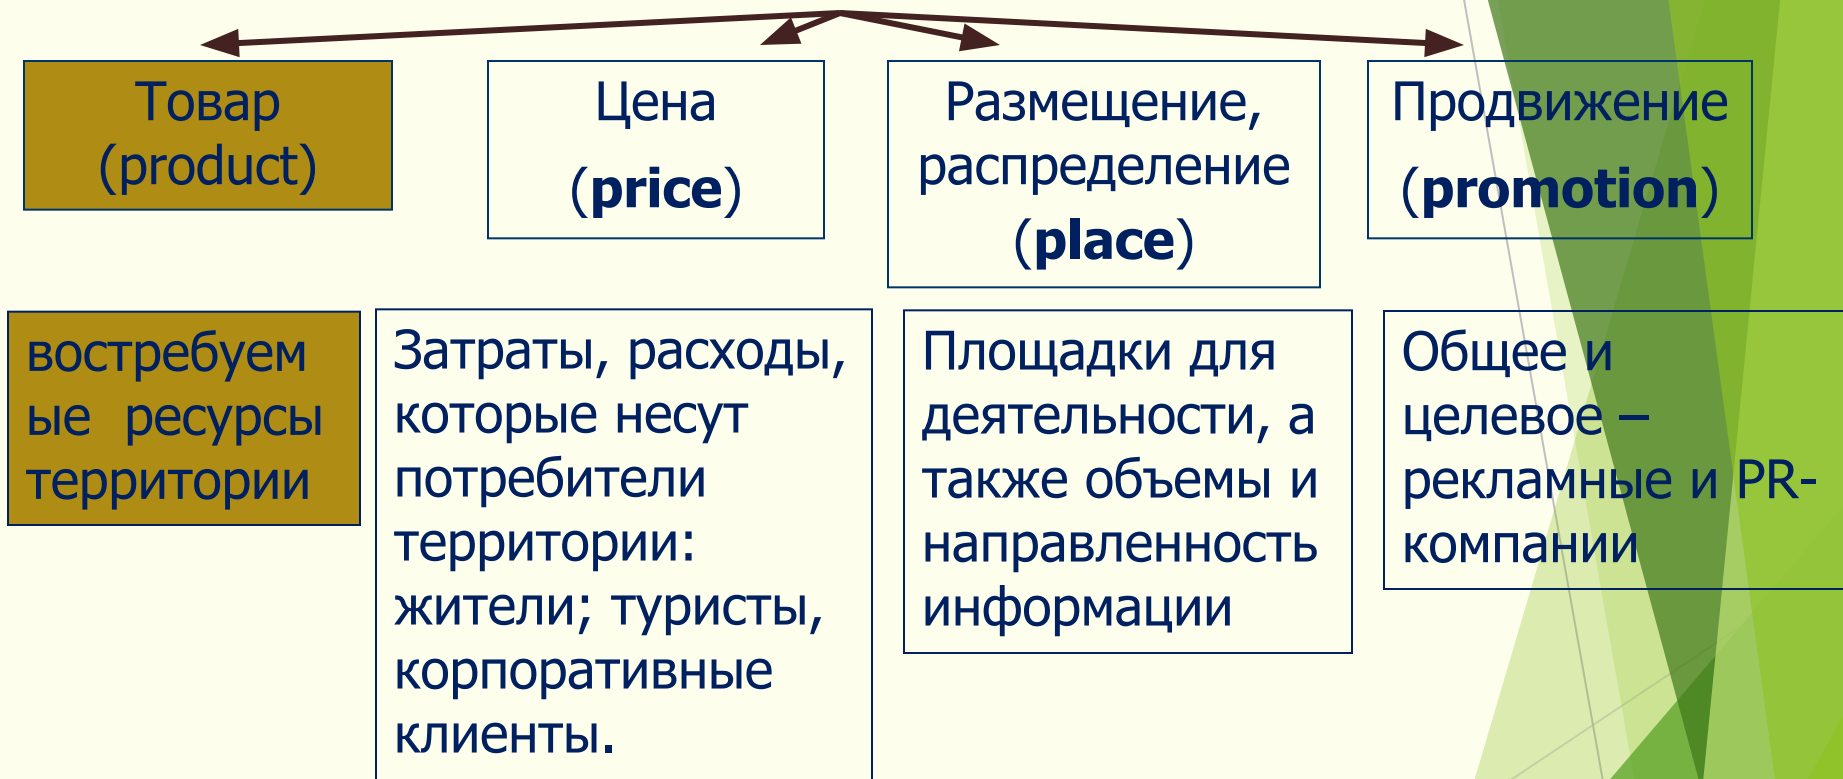 Товар
(product)
Цена
(price)
Размещение,
распределение
(place)
Продвижение
(promotion)
востребуем
ые ресурсы
территории
Затраты, расходы,
которые несут
потребители
территории:
жители; туристы,
корпоративные
клиенты.
Площадки для
деятельности, а
также объемы и
направленность
информации
Общее и
целевое –
рекламные и PR-
компании